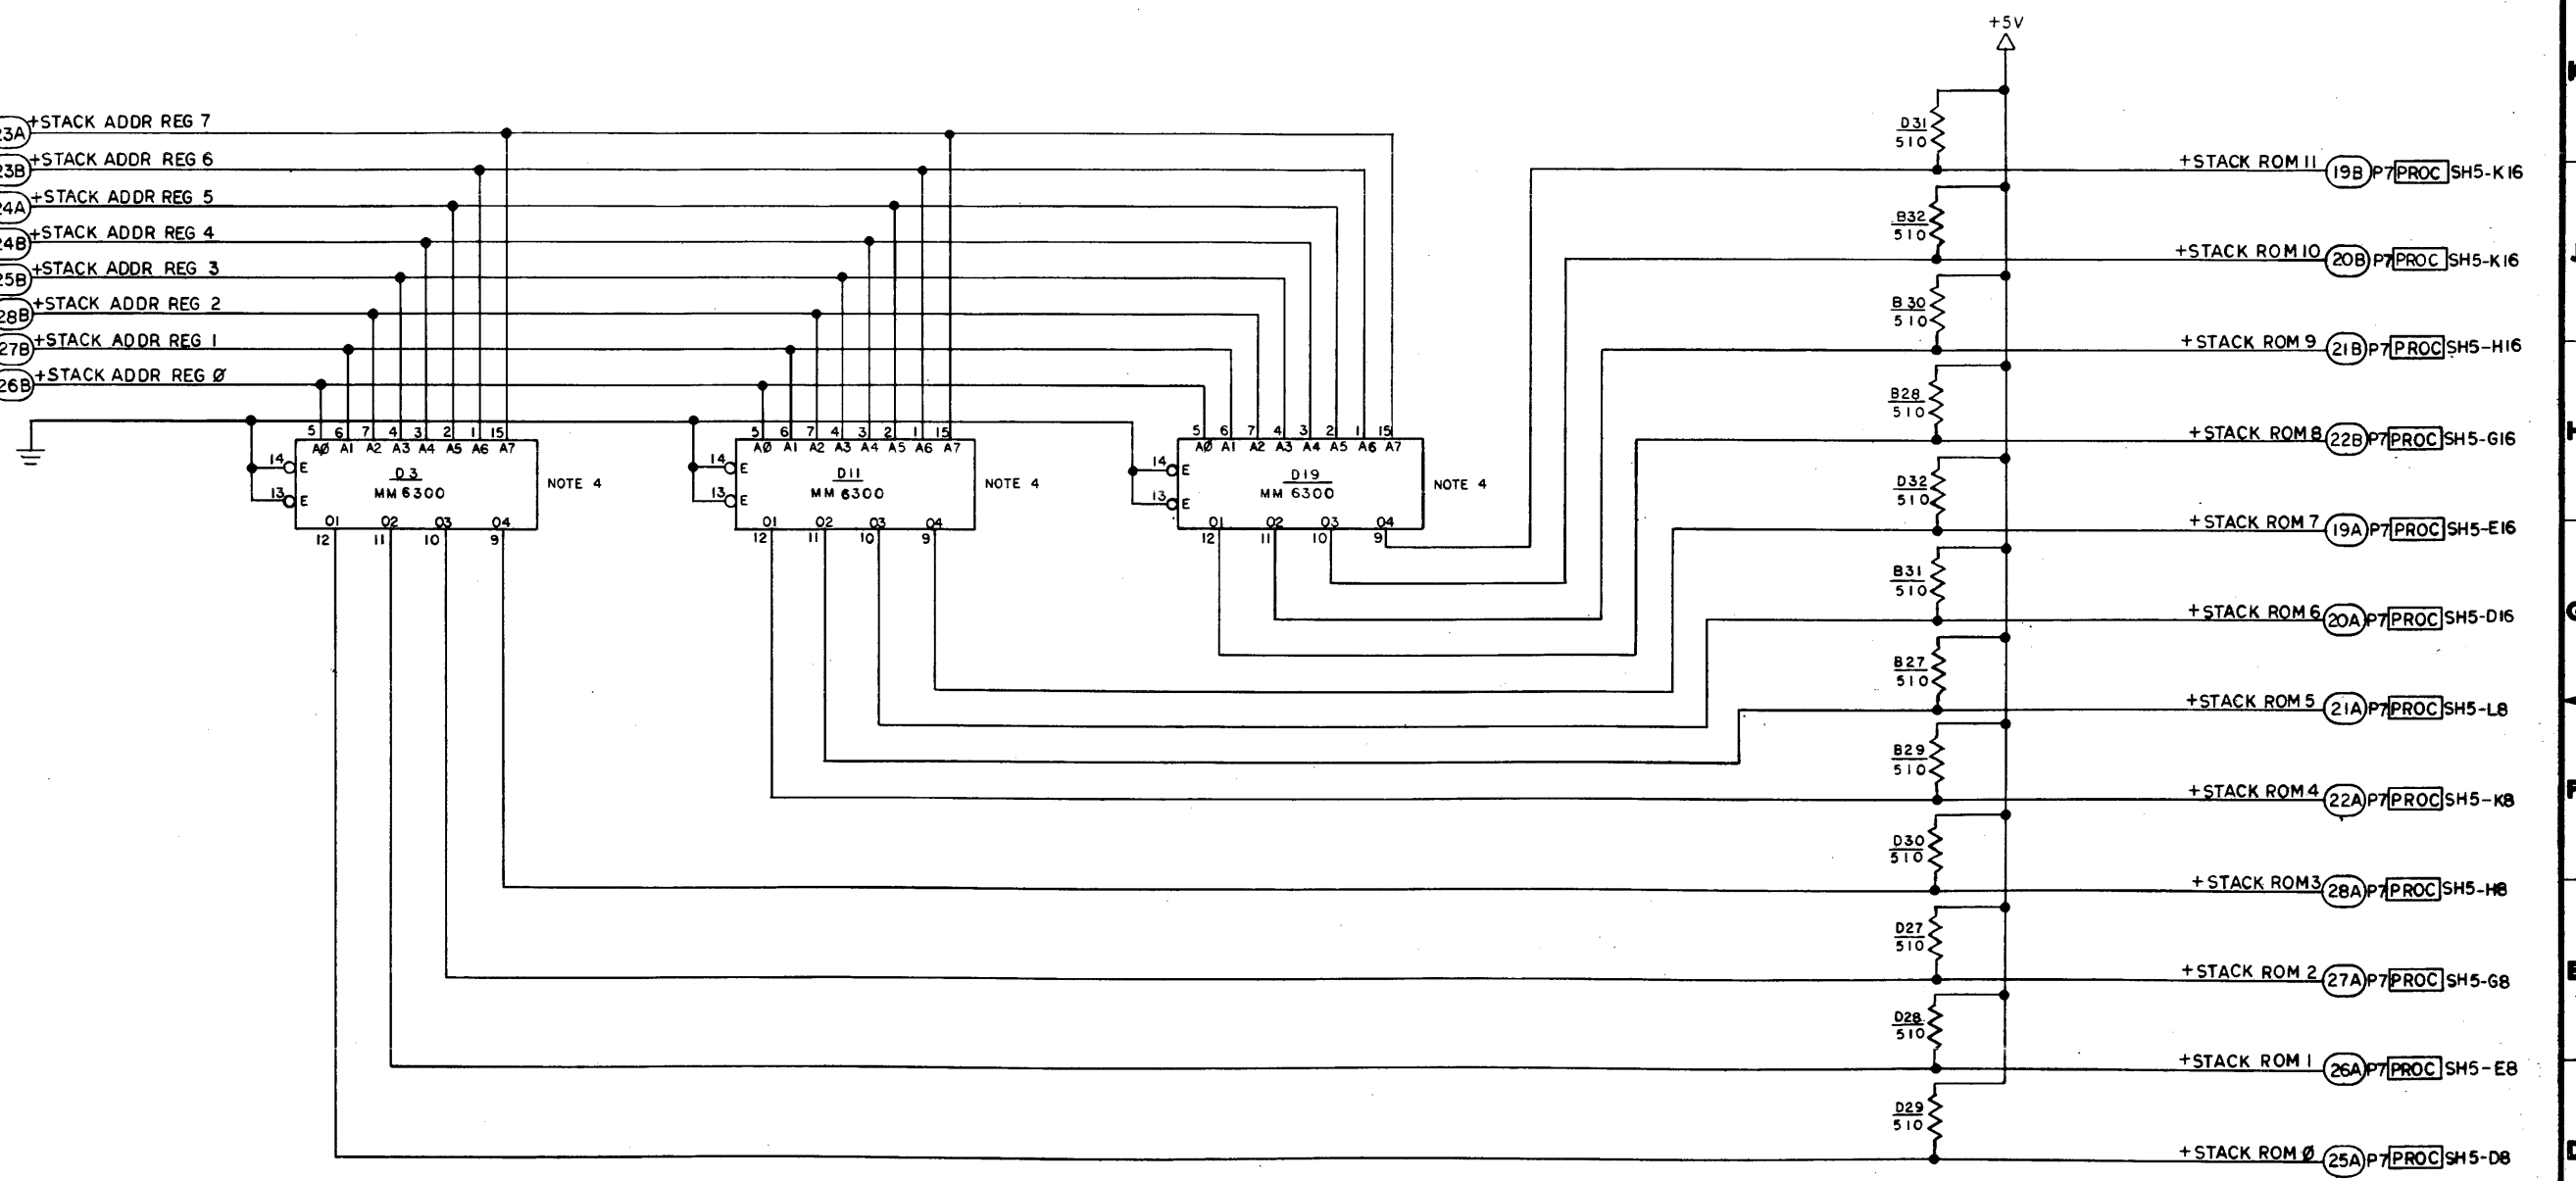 +5V
K
23A +STACK ADDR REG 7
23B +STACK ADDR REG 6
24A +STACK ADDR REG 5
24B +STACK ADDR REG 4
25B +STACK ADDR REG 3
28B +STACK ADDR REG 2
27B +STACK ADDR REG 1
26B +STACK ADDR REG Ø
5 6 7 4 3 2 1 15
AØ A1 A2 A3 A4 A5 A6 A7
14 E
13 E
D3
MM 6300
NOTE 4
O1 O2 O3 O4
12 11 10 9
5 6 7 4 3 2 1 15
AØ A1 A2 A3 A4 A5 A6 A7
14 E
13 E
D11
MM 6300
NOTE 4
O1 O2 O3 O4
12 11 10 9
5 6 7 4 3 2 1 15
AØ A1 A2 A3 A4 A5 A6 A7
14 E
13 E
D19
MM 6300
NOTE 4
O1 O2 O3 O4
12 11 10 9
D31
510
+STACK ROM 11 19B P7 PROC SH5-K16
B32
510
J
+STACK ROM 10 20B P7 PROC SH5-K16
B30
510
+STACK ROM 9 21B P7 PROC SH5-H16
B28
510
H
+STACK ROM 8 22B P7 PROC SH5-G16
D32
510
+STACK ROM 7 19A P7 PROC SH5-E16
B31
510
G
+STACK ROM 6 20A P7 PROC SH5-D16
B27
510
+STACK ROM 5 21A P7 PROC SH5-L8
B29
510
F
+STACK ROM 4 22A P7 PROC SH5-K8
D30
510
+STACK ROM 3 28A P7 PROC SH5-H8
D27
510
E
+STACK ROM 2 27A P7 PROC SH5-G8
D28
510
+STACK ROM 1 26A P7 PROC SH5-E8
D29
510
D
+STACK ROM Ø 25A P7 PROC SH5-D8